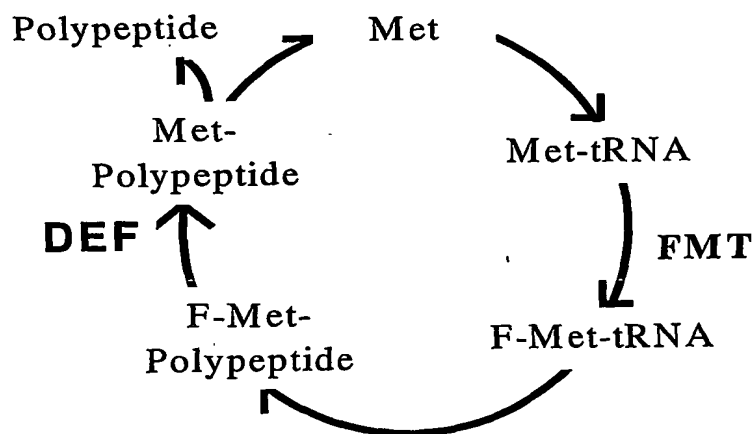 Polypeptide
Met
Met-
Polypeptide
Met-tRNA
DEF
FMT
F-Met-
Polypeptide
F-Met-tRNA